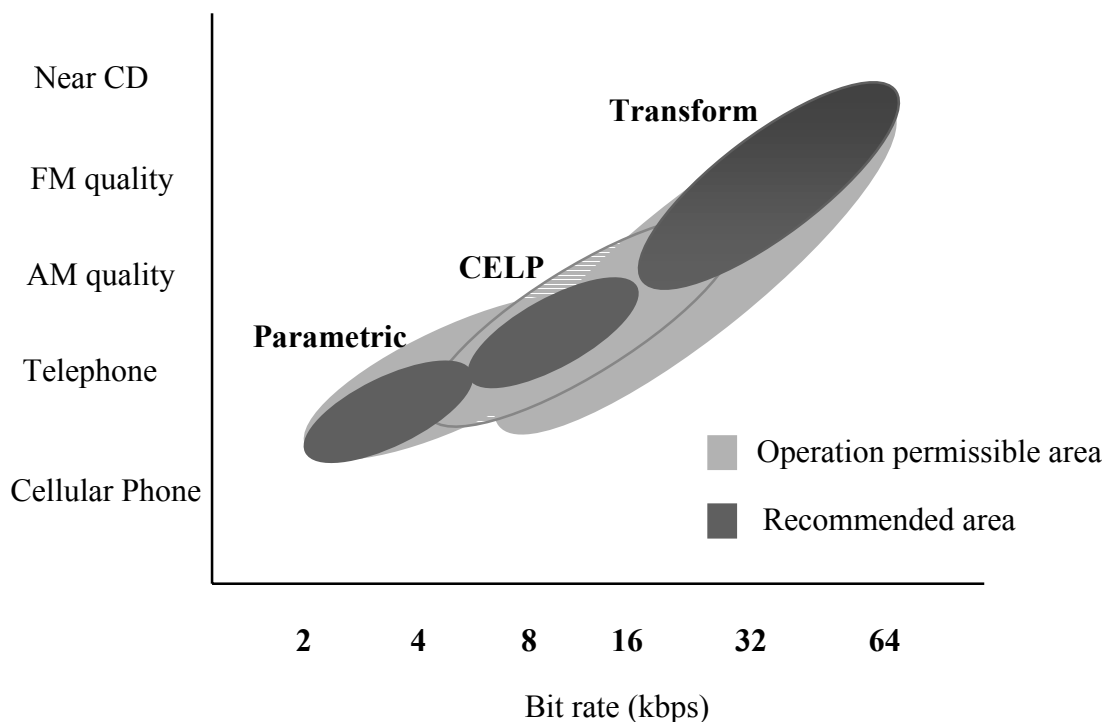 Near CD
Transform
FM quality
CELP
AM quality
Parametric
Telephone
Operation permissible area
Cellular Phone
Recommended area
2 4 8 16 32 64
Bit rate (kbps)